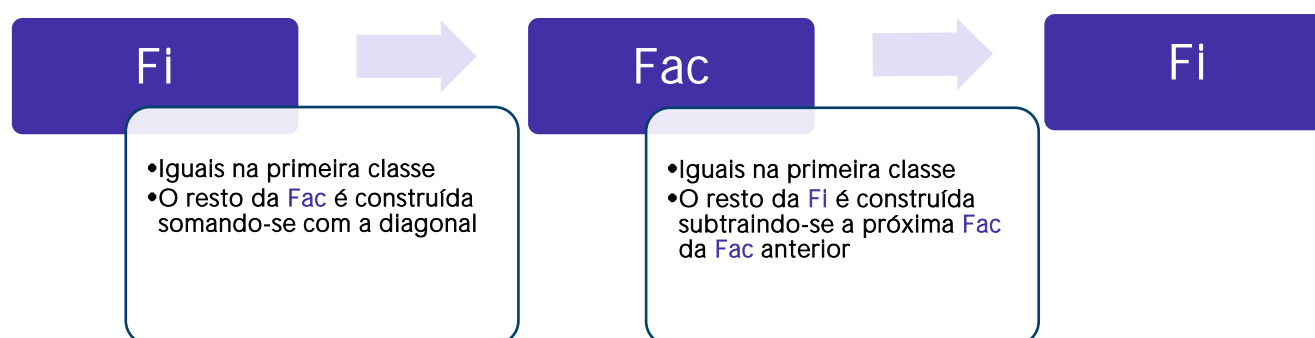 Fi
Fac
Fi
•Iguais na primeira classe
•O resto da Fac é construída
somando-se com a diagonal
•Iguais na primeira classe
•O resto da Fi é construída
subtraindo-se a próxima Fac
da Fac anterior